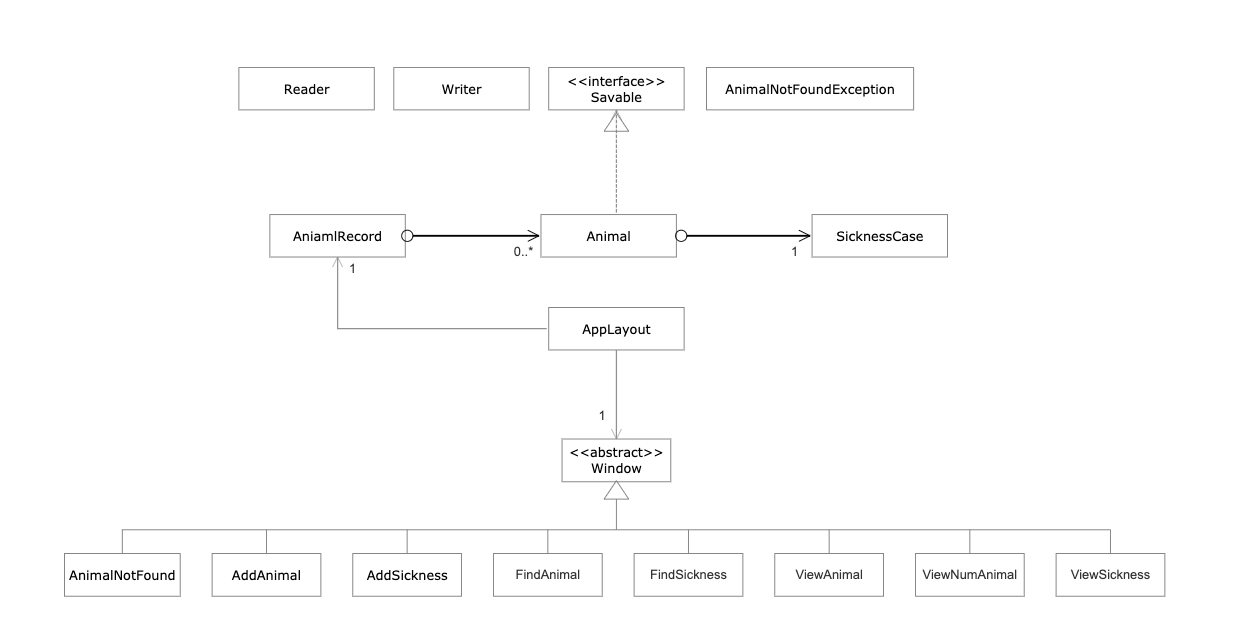 Reader
Writer
<<interface>>
Savable
AnimalNotFoundException
AniamlRecord
0..*
Animal
1
SicknessCase
1
AppLayout
1
<<abstract>>
Window
AnimalNotFound
AddAnimal
AddSickness
FindAnimal
FindSickness
ViewAnimal
ViewNumAnimal
ViewSickness